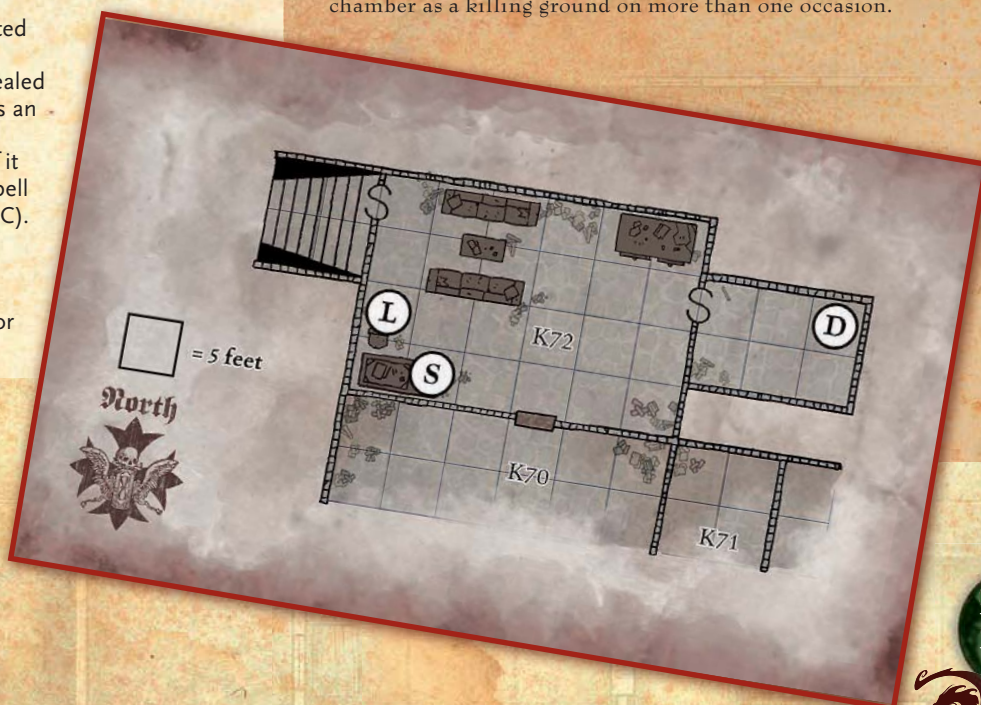 chamber as a killing ground on more than one occasion.
ted
ealed
s an
it
pell
C).
or
S
L
K72
S
S
D
= 5 feet
North
N
K70
K71